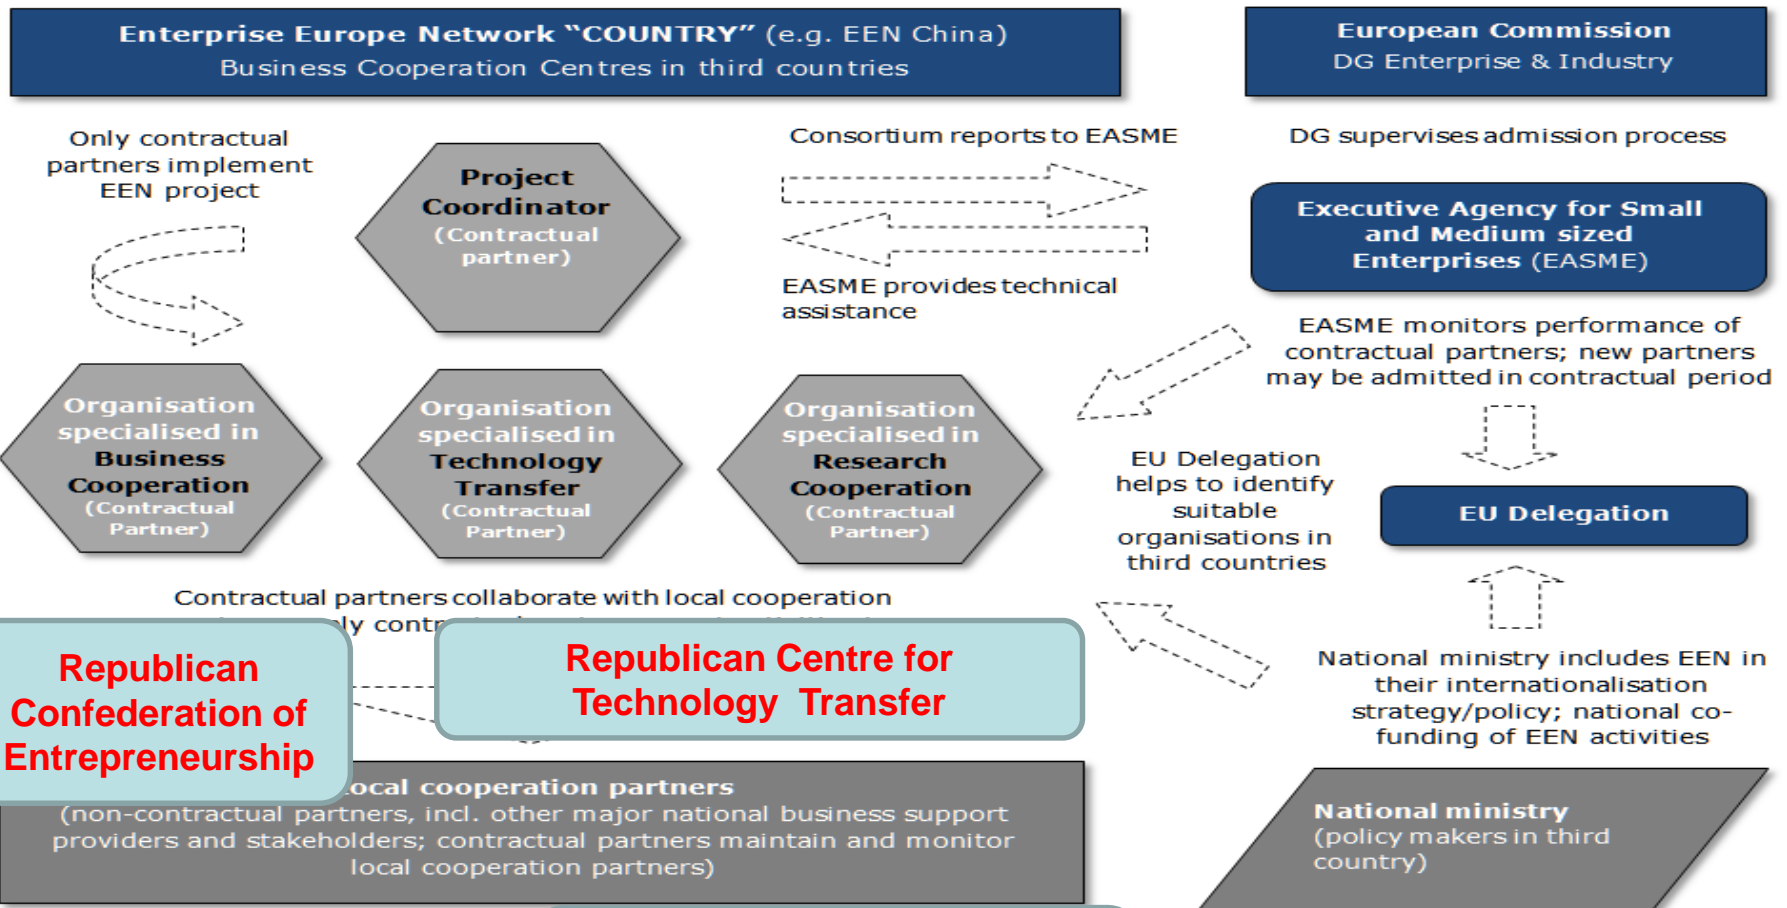 Enterprise Europe Network “COUNTRY” (e.g. EEN China)
Business Cooperation Centres in third countries
European Commission
DG Enterprise & Industry
Only contractual
partners implement
EEN project
Project
Coordinator
(Contractual
partner)
Consortium reports to EASME
EASME provides technical
assistance
DG supervises admission process
Executive Agency for Small
and Medium sized
Enterprises (EASME)
EASME monitors performance of
contractual partners; new partners
may be admitted in contractual period
Organisation
specialised in
Business
Cooperation
(Contractual
Partner)
Organisation
specialised in
Technology
Transfer
(Contractual
Partner)
Organisation
specialised in
Research
Cooperation
(Contractual
Partner)
EU Delegation
helps to identify
suitable
organisations in
third countries
EU Delegation
Contractual partners collaborate with local cooperation
Republican
Confederation of
Entrepreneurship
Republican Centre for
Technology Transfer
National ministry includes EEN in
their internationalisation
strategy/policy; national co-
funding of EEN activities
cooperation partners
(non-contractual partners, incl. other major national business support
providers and stakeholders; contractual partners maintain and monitor
local cooperation partners)
National ministry
(policy makers in third
country)